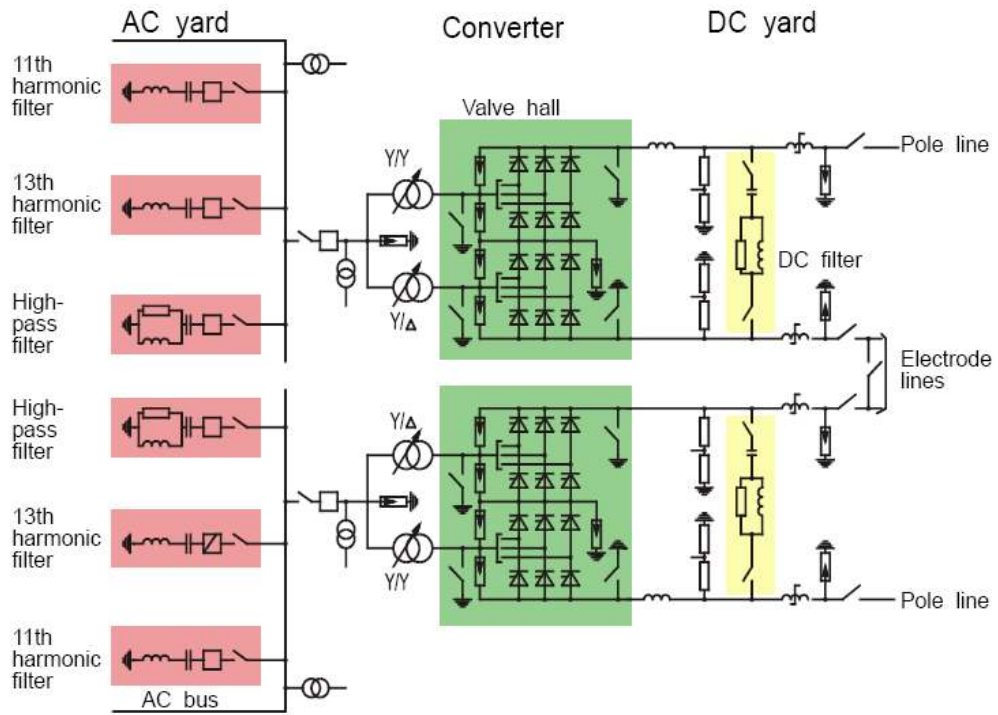 AC yard
Converter
DC yard
11th
harmonic
filter
Valve hall
Y/Y
Pole line
13th
harmonic
filter
DC filter
Y/Δ
High-
pass
filter
Electrode
lines
High-
pass
filter
Y/Δ
13th
harmonic
filter
Y/Y
Pole line
11th
harmonic
filter
AC bus